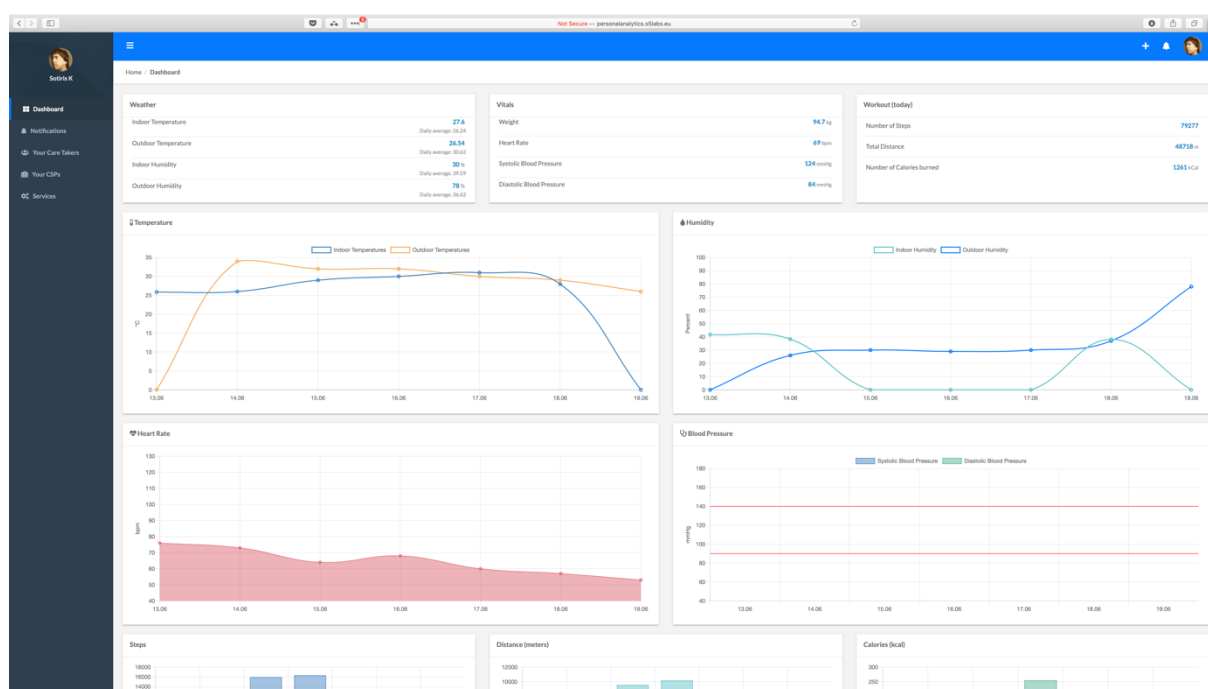 5
Not Secure — personalanalytics.s5labs.eu
Sotiris K
Home / Dashboard
Dashboard
Notifications
Your Care Takers
Your CSPs
Services
Weather
Indoor Temperature 27.6
Daily average: 26.24
Outdoor Temperature 26.54
Daily average: 30.62
Indoor Humidity 30 %
Daily average: 39.59
Outdoor Humidity 78 %
Daily average: 36.62
Vitals
Weight 94.7 kg
Heart Rate 69 bpm
Systolic Blood Pressure 124 mmHg
Diastolic Blood Pressure 84 mmHg
Workout (today)
Number of Steps 79277
Total Distance 48718 m
Number of Calories burned 1261 kCal
Temperature
Indoor Temperatures Outdoor Temperatures
35
30
25
20
15
10
5
0
°C
13.06 14.06 15.06 16.06 17.06 18.06 19.06
Humidity
Indoor Humidity Outdoor Humidity
100
90
80
70
60
50
40
30
20
10
0
Percent
13.06 14.06 15.06 16.06 17.06 18.06 19.06
Heart Rate
130
120
110
100
90
80
70
60
50
40
bpm
13.06 14.06 15.06 16.06 17.06 18.06 19.06
Blood Pressure
Systolic Blood Pressure Diastolic Blood Pressure
180
160
140
120
100
80
60
40
mmHg
13.06 14.06 15.06 16.06 17.06 18.06 19.06
Steps
18000
16000
14000
Distance (meters)
12000
10000
Calories (kcal)
300
250